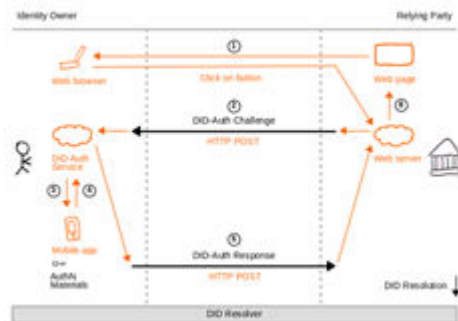 Identity Owner
Relying Party
1
Web browser
Click on button
Web page
2
DID-Auth Challenge
6
HTTP POST
DID-Auth
Service
Web server
3
4
Mobile app
5
DID-Auth Response
HTTP POST
AuthN
Materials
DID Resolution
DID Resolver